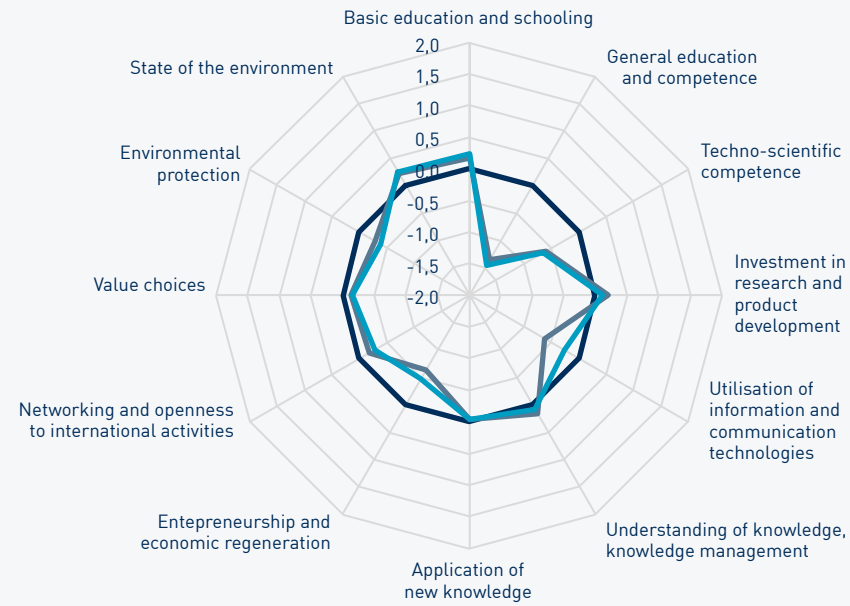 Basic education and schooling
General education
and competence
Techno-scientific
competence
Investment in
research and
product
development
Utilisation of
information and
communication
technologies
Understanding of knowledge,
knowledge management
Application of
new knowledge
Entepreneurship and
economic regeneration
Networking and openness
to international activities
Value choices
Environmental
protection
State of the environment
2,0
1,5
1,0
0,5
0,0
-0,5
-1,0
-1,5
-2,0